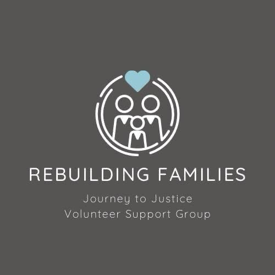 REBUILDING FAMILIES
Journey to Justice
Volunteer Support Group